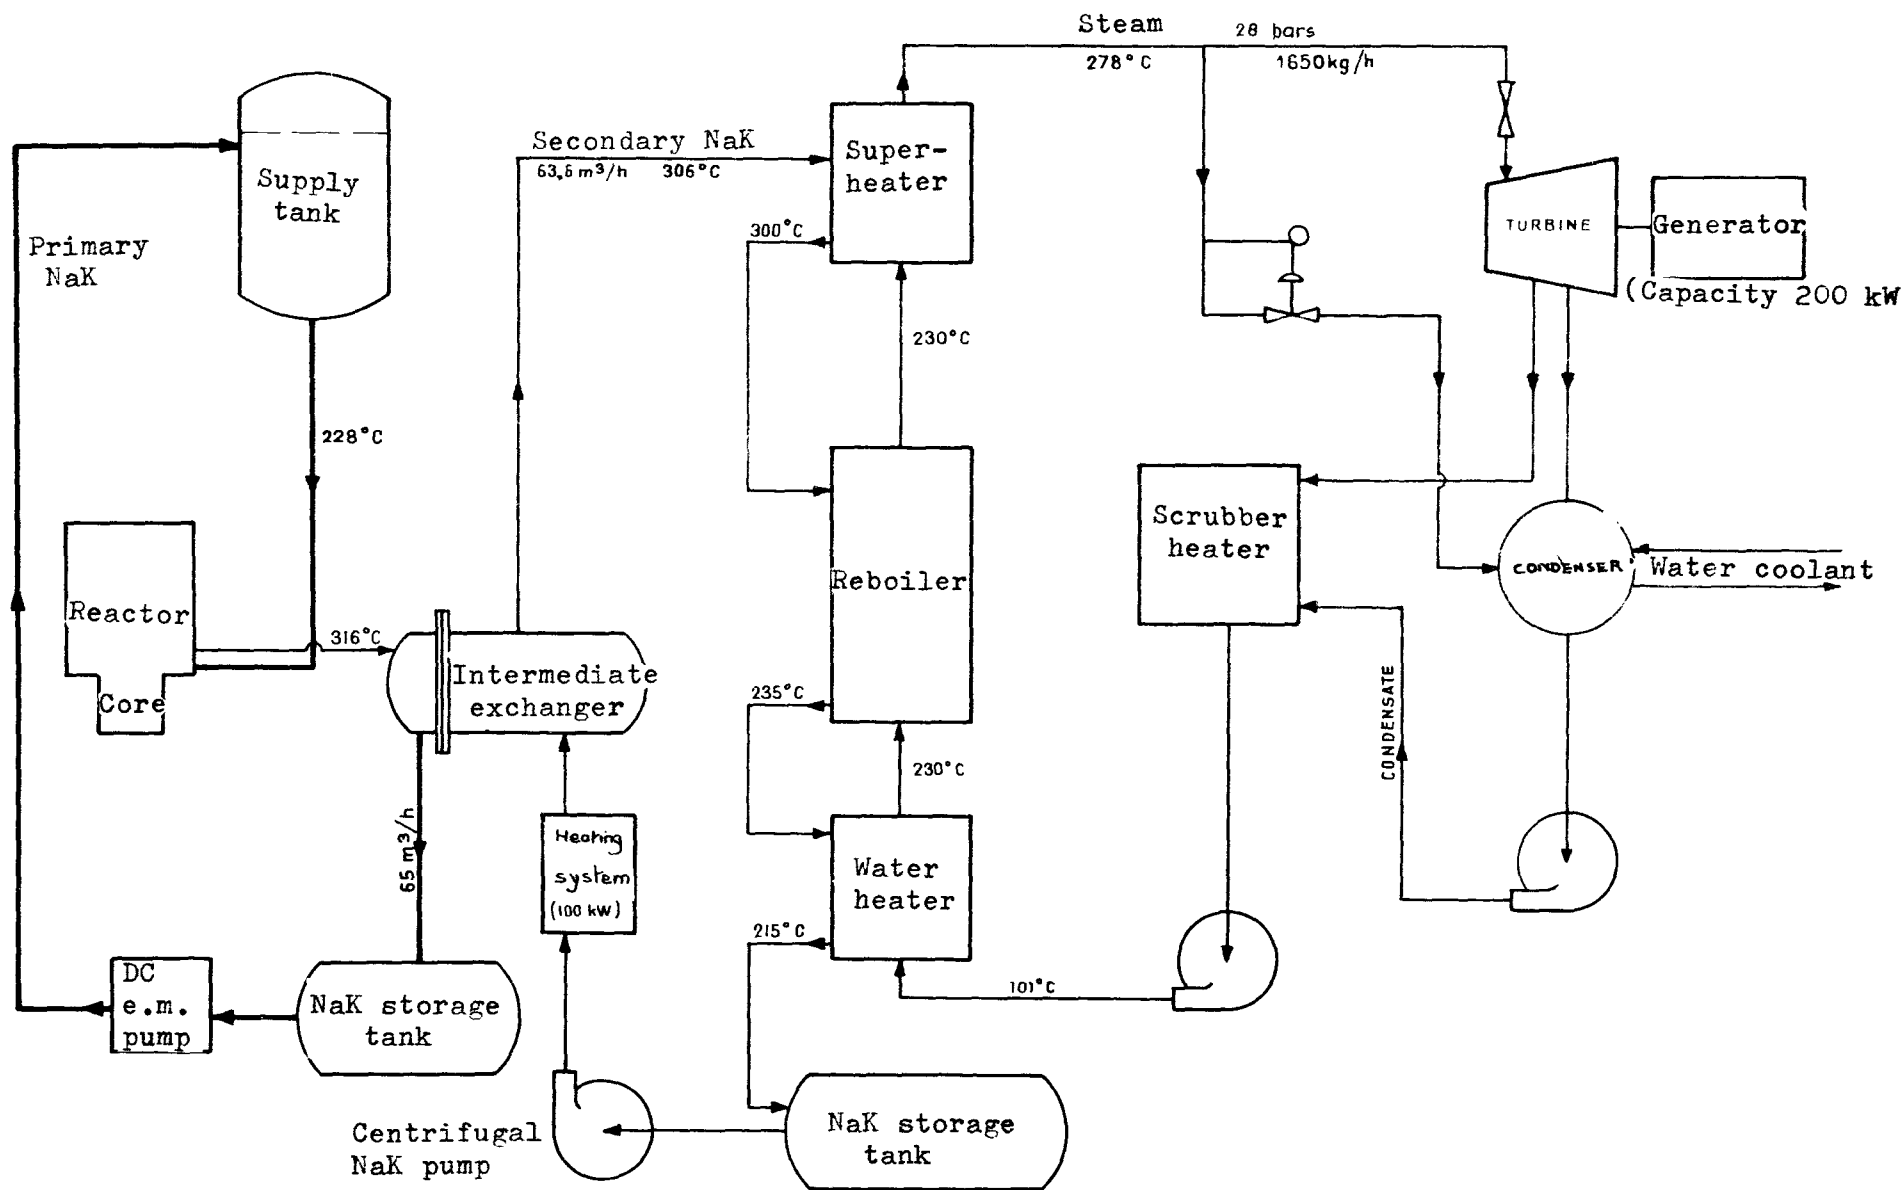 Steam
28 bars
278°C
1650kg/h
Supply
tank
Primary
NaK
Secondary NaK
63,6 m³/h 306°C
Super-
heater
300°C
TURBINE
Generator
(Capacity 200 kW
230°C
228°C
Scrubber
heater
CONDENSER
Water coolant
Reactor
Core
316°C
Intermediate
exchanger
Reboiler
235°C
230°C
CONDENSATE
65 m³/h
Heating
system
(100 kW)
Water
heater
215°C
101°C
DC
e.m.
pump
NaK storage
tank
Centrifugal
NaK pump
NaK storage
tank